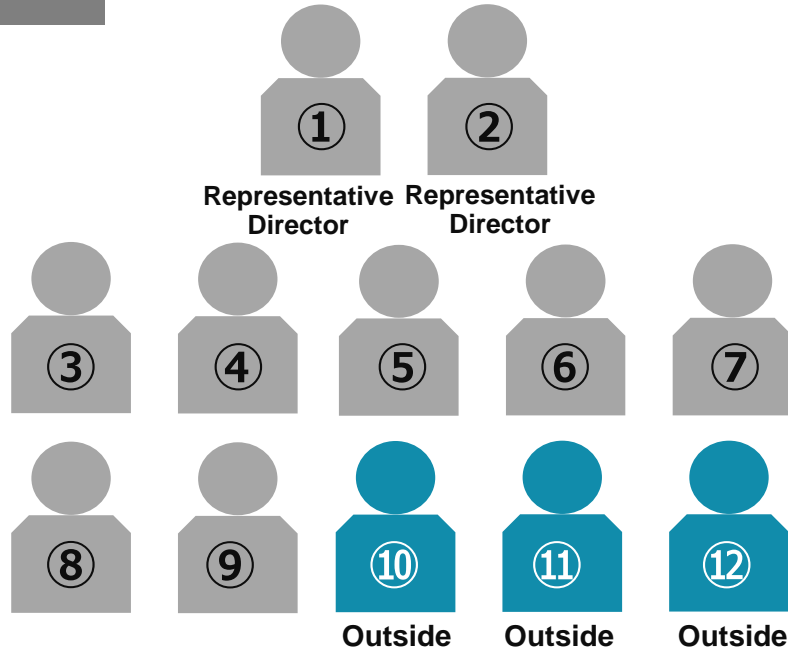 ① ②
Representative Representative
Director Director
③ ④ ⑤ ⑥ ⑦
⑧ ⑨ ⑩ ⑪ ⑫
Outside Outside Outside